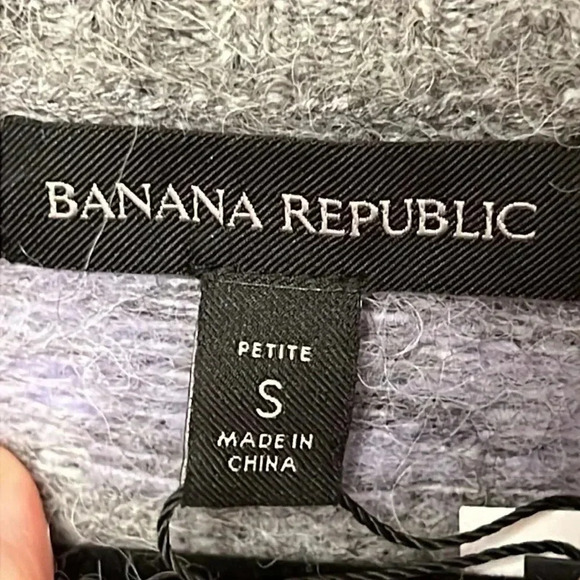 BANANA REPUBLIC
PETITE
S
MADE IN
CHINA